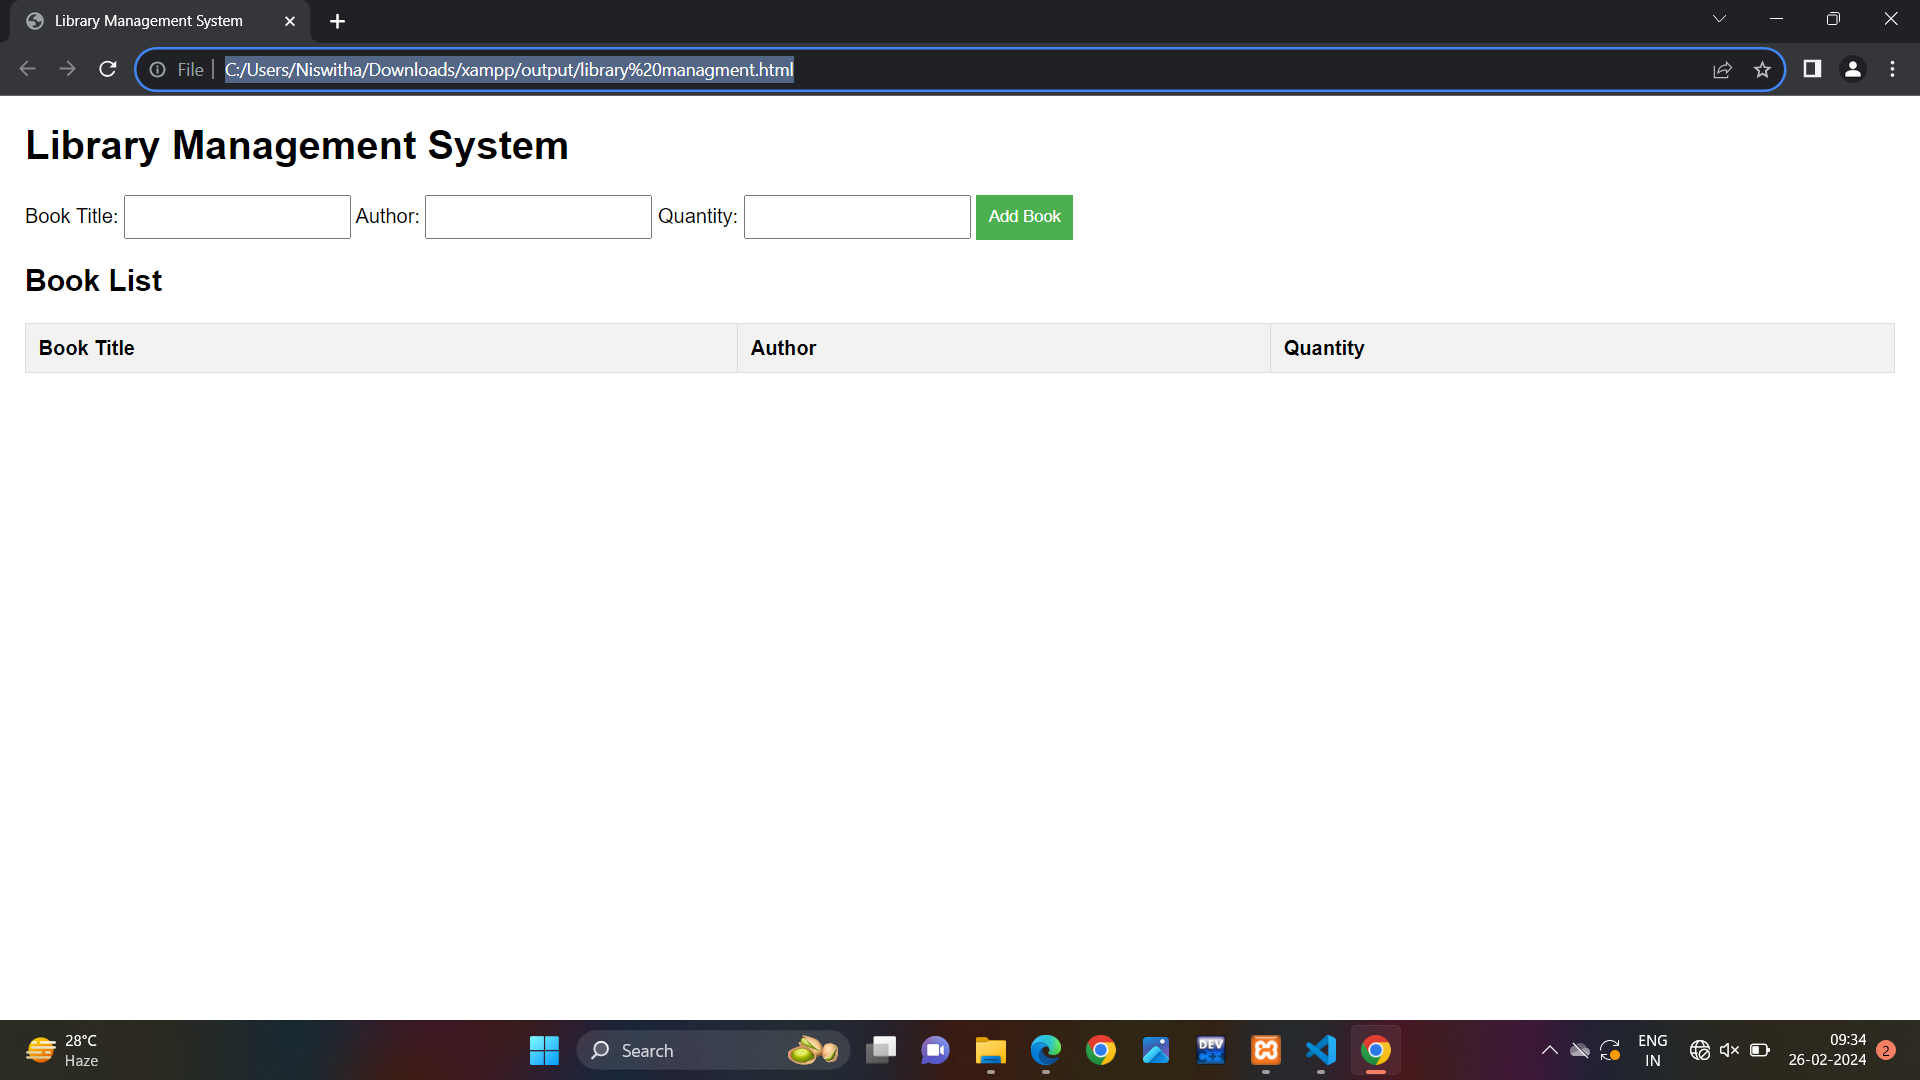 Library Management System
File
C:/Users/Niswitha/Downloads/xampp/output/library%20managment.html
Library Management System
Book Title: Author: Quantity: Add Book
Book List
Book Title Author Quantity
28°C
Haze
Search
DEV
C++
ENG
IN
09:34
26-02-2024
2